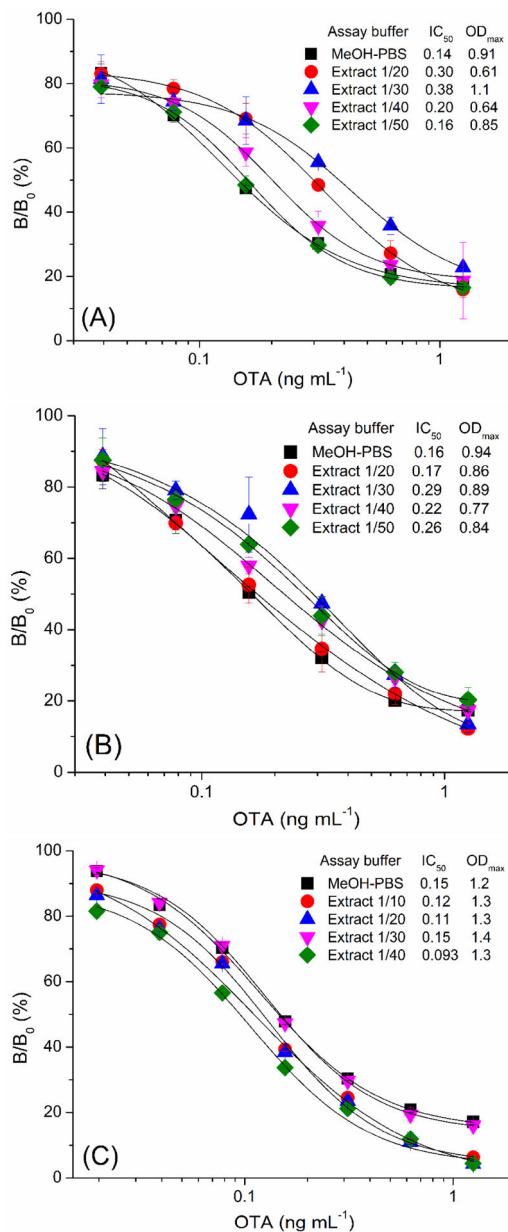 Assay buffer IC50 ODmax
MeOH-PBS 0.14 0.91
Extract 1/20 0.30 0.61
Extract 1/30 0.38 1.1
Extract 1/40 0.20 0.64
Extract 1/50 0.16 0.85
100
80
60
40
20
0
B/B0 (%)
(A)
0.1 1
OTA (ng mL-1)
Assay buffer IC50 ODmax
MeOH-PBS 0.16 0.94
Extract 1/20 0.17 0.86
Extract 1/30 0.29 0.89
Extract 1/40 0.22 0.77
Extract 1/50 0.26 0.84
100
80
60
40
20
0
B/B0 (%)
(B)
0.1 1
OTA (ng mL-1)
Assay buffer IC50 ODmax
MeOH-PBS 0.15 1.2
Extract 1/10 0.12 1.3
Extract 1/20 0.11 1.3
Extract 1/30 0.15 1.4
Extract 1/40 0.093 1.3
100
80
60
40
20
0
B/B0 (%)
(C)
0.1 1
OTA (ng mL-1)